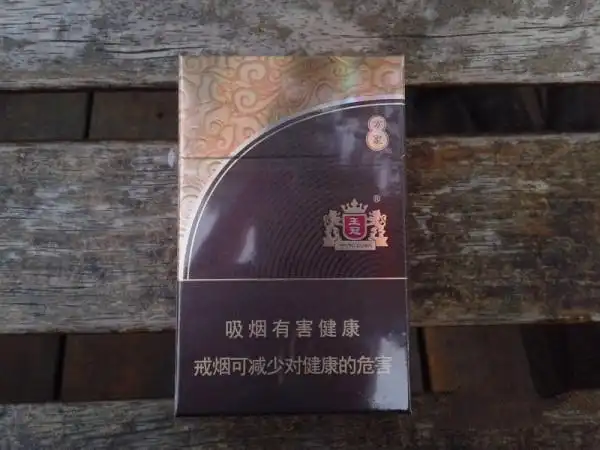 王冠
®
吸烟有害健康
戒烟可减少对健康的危害